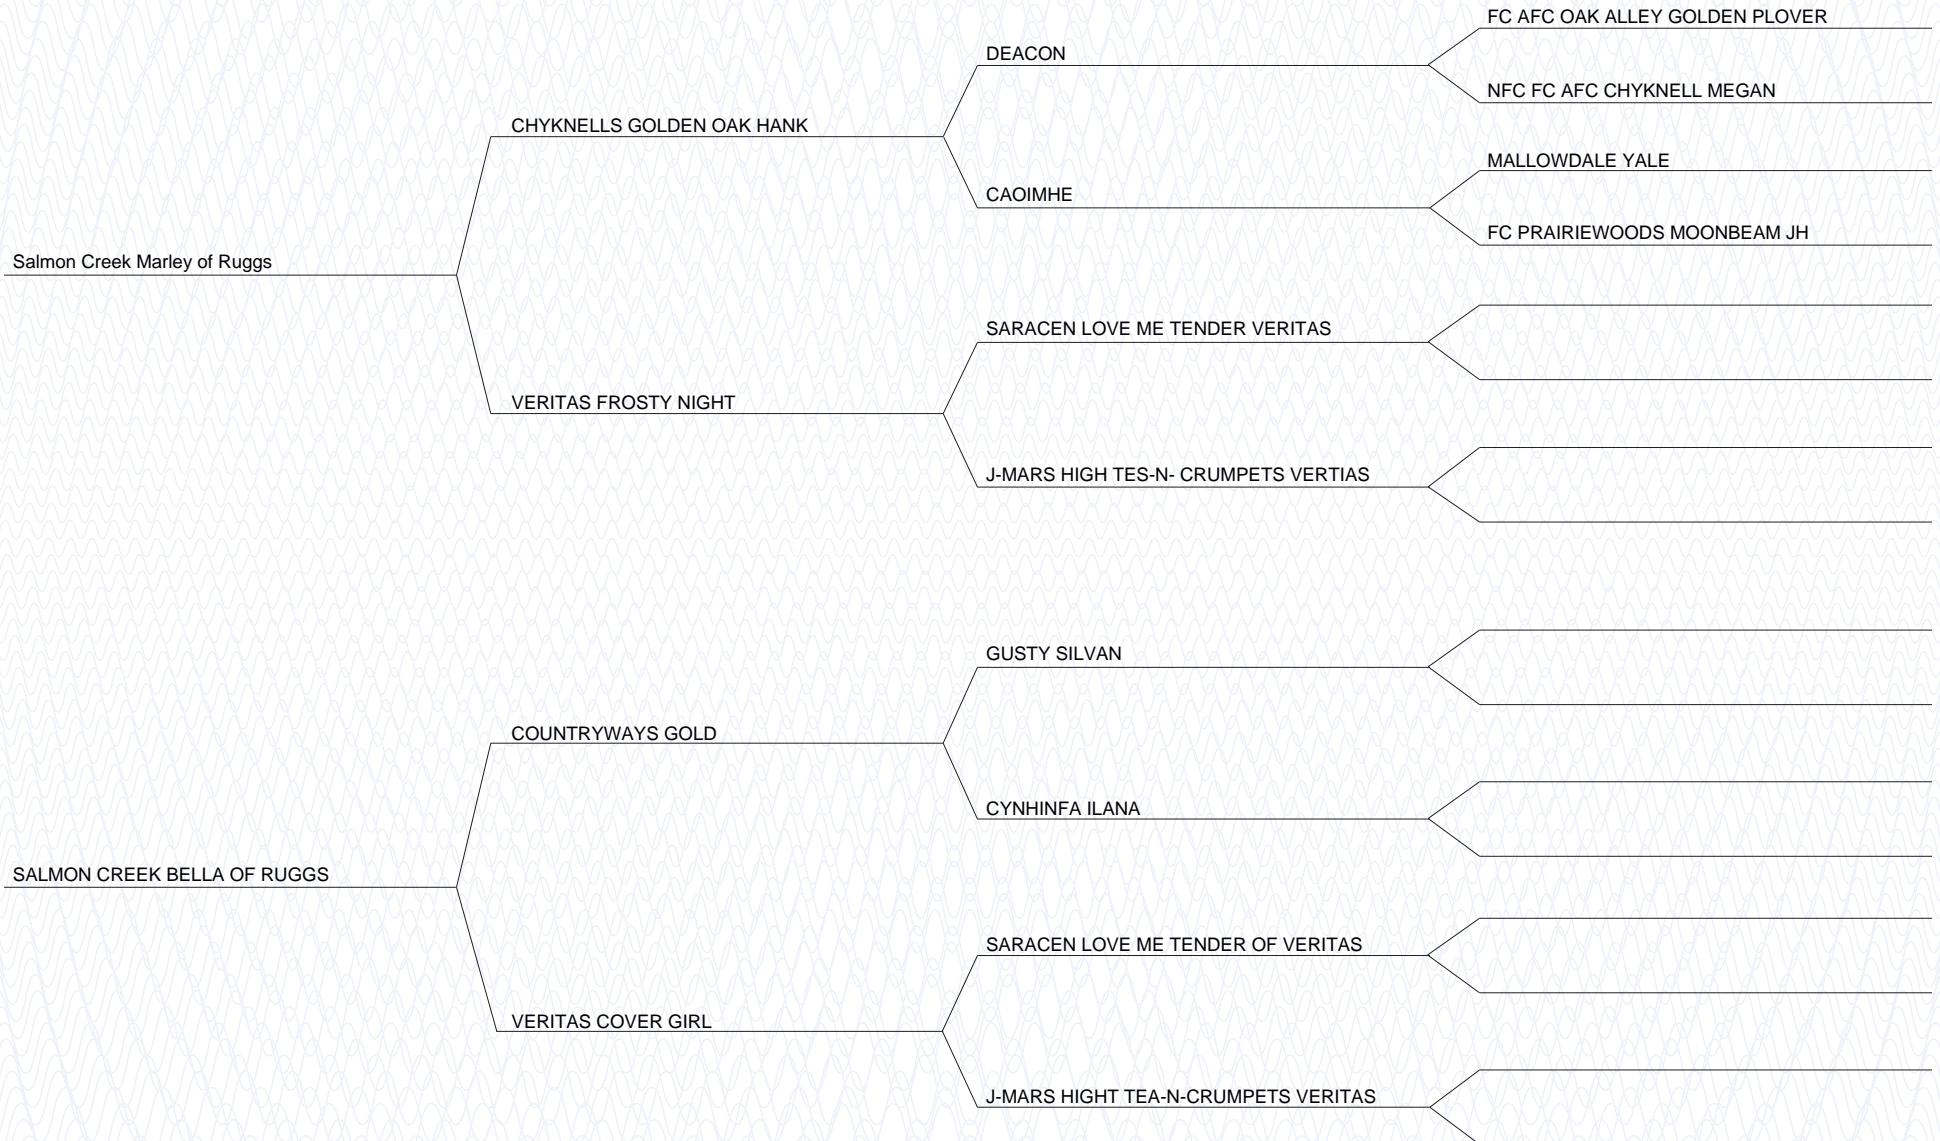 FC AFC OAK ALLEY GOLDEN PLOVER
DEACON
NFC FC AFC CHYKNELL MEGAN
CHYKNELLS GOLDEN OAK HANK
MALLOWDALE YALE
CAOIMHE
FC PRAIRIEWOODS MOONBEAM JH
Salmon Creek Marley of Ruggs
SARACEN LOVE ME TENDER VERITAS
VERITAS FROSTY NIGHT
J-MARS HIGH TES-N- CRUMPETS VERTIAS
GUSTY SILVAN
COUNTRYWAYS GOLD
CYNHINFA ILANA
SALMON CREEK BELLA OF RUGGS
SARACEN LOVE ME TENDER OF VERITAS
VERITAS COVER GIRL
J-MARS HIGHT TEA-N-CRUMPETS VERITAS